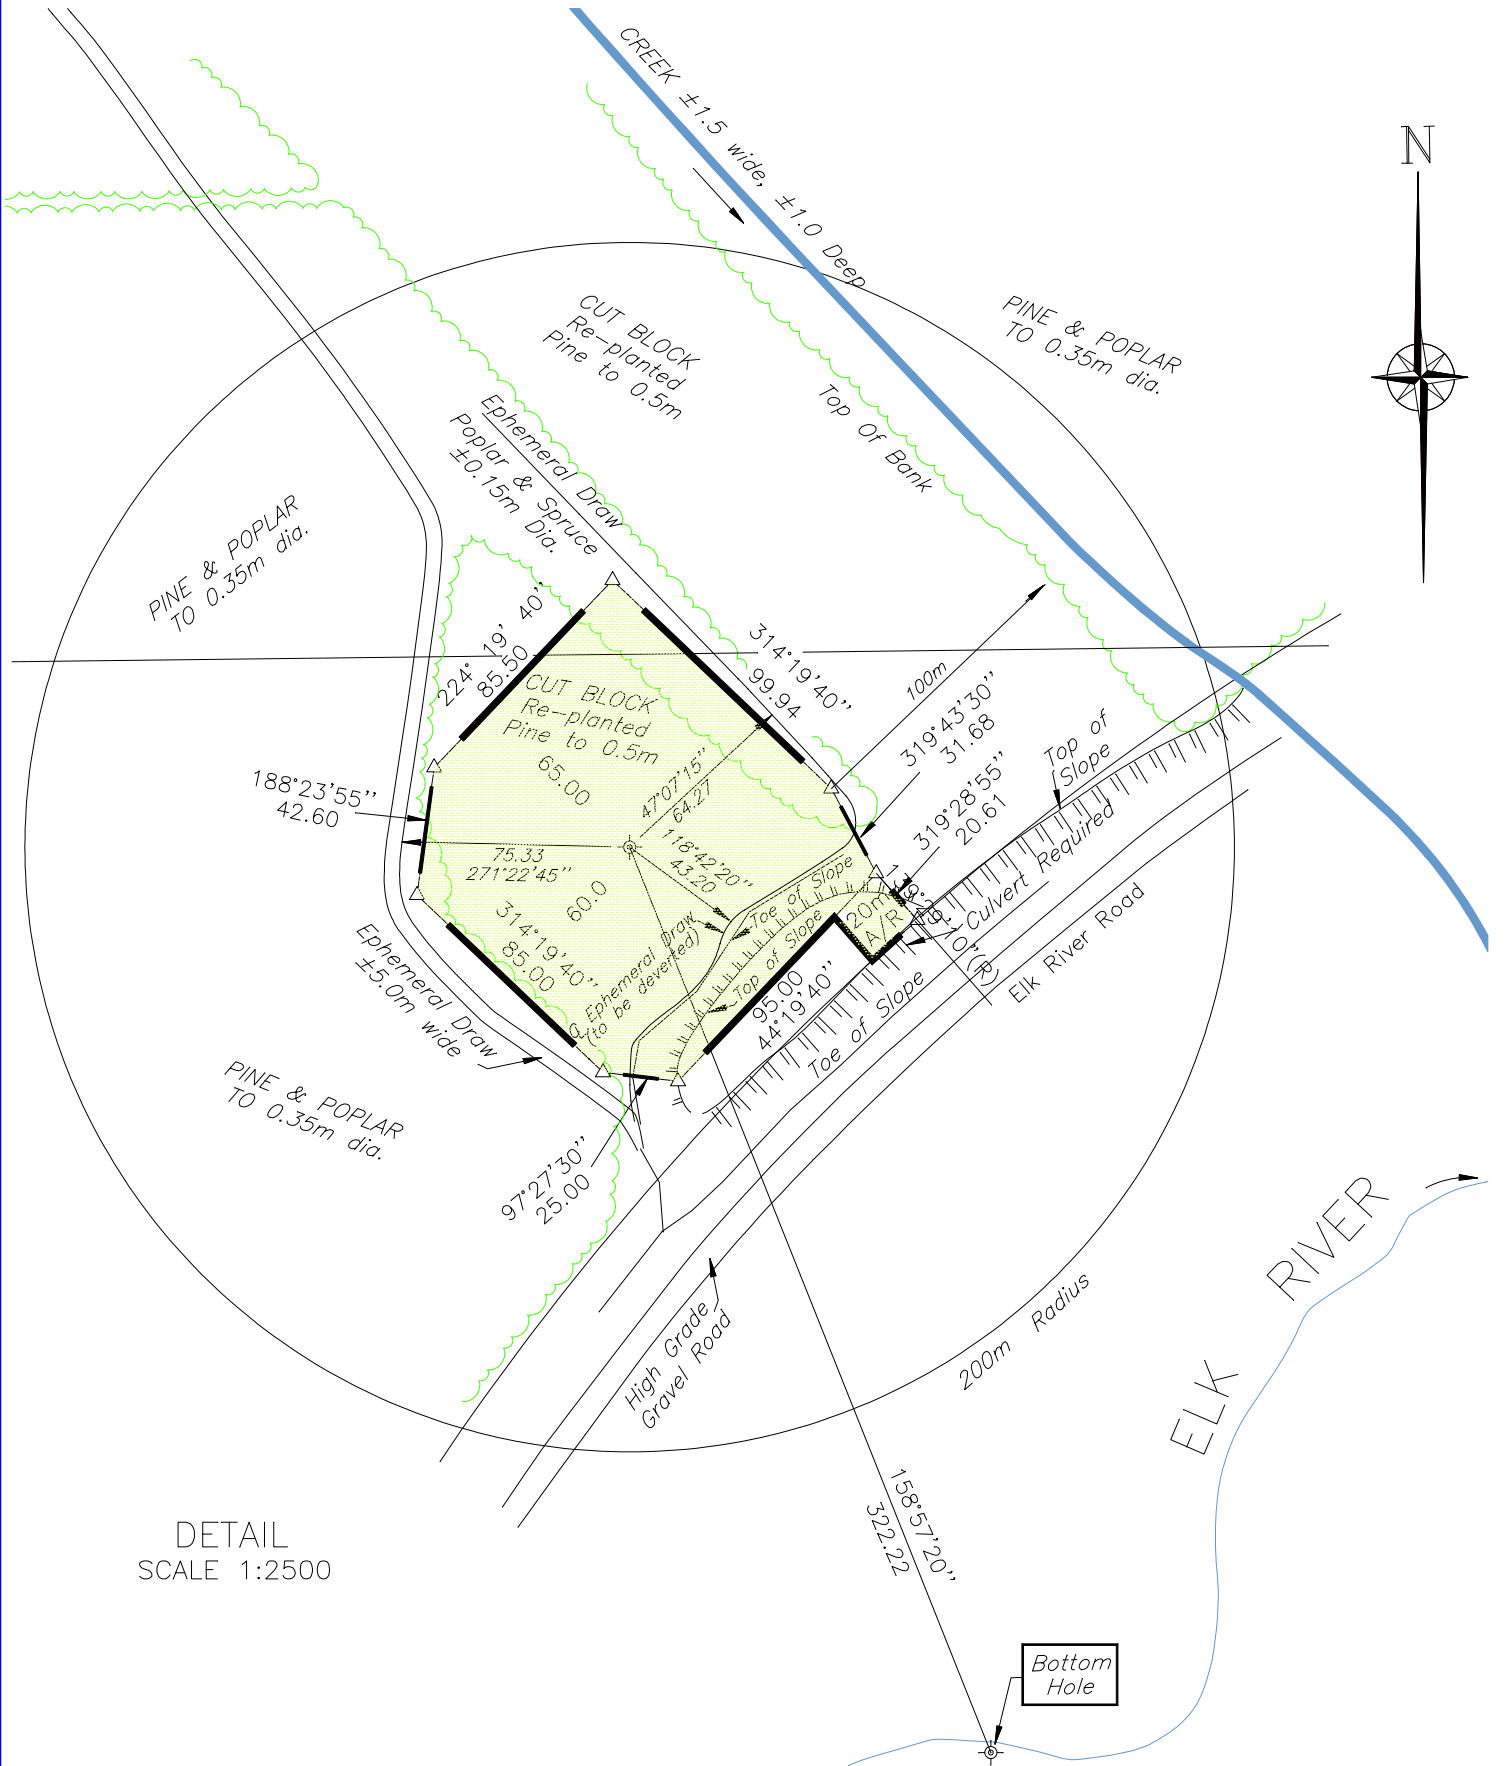 CREEK ±1.5 wide, ±1.0 Deep
N
CUT BLOCK
Re-planted
Pine to 0.5m
PINE & POPLAR
TO 0.35m dia.
Top Of Bank
Ephemeral Draw
Poplar & Spruce
±0.15m Dia.
PINE & POPLAR
TO 0.35m dia.
224° 19' 40"
85.50
314°19'40"
99.94
100m
CUT BLOCK
Re-planted
Pine to 0.5m
65.00
319°43'30"
31.68
Top of
Slope
188°23'55"
42.60
47°07'15"
64.27
319°28'55"
20.61
118°42'20"
43.20
75.33
271°22'45"
60.0
Culvert Required
Toe of Slope
Top of Slope
20m
A/R
314°19'40"
85.00
Elk River Road
Ephemeral Draw
±5.0m wide
Ephemeral Draw
(to be deverted)
Top of Slope
95.00
44°19'40"
Toe of Slope
PINE & POPLAR
TO 0.35m dia.
97°27'30"
25.00
High Grade
Gravel Road
200m Radius
ELK RIVER
158°57'20"
322.22
DETAIL
SCALE 1:2500
Bottom
Hole